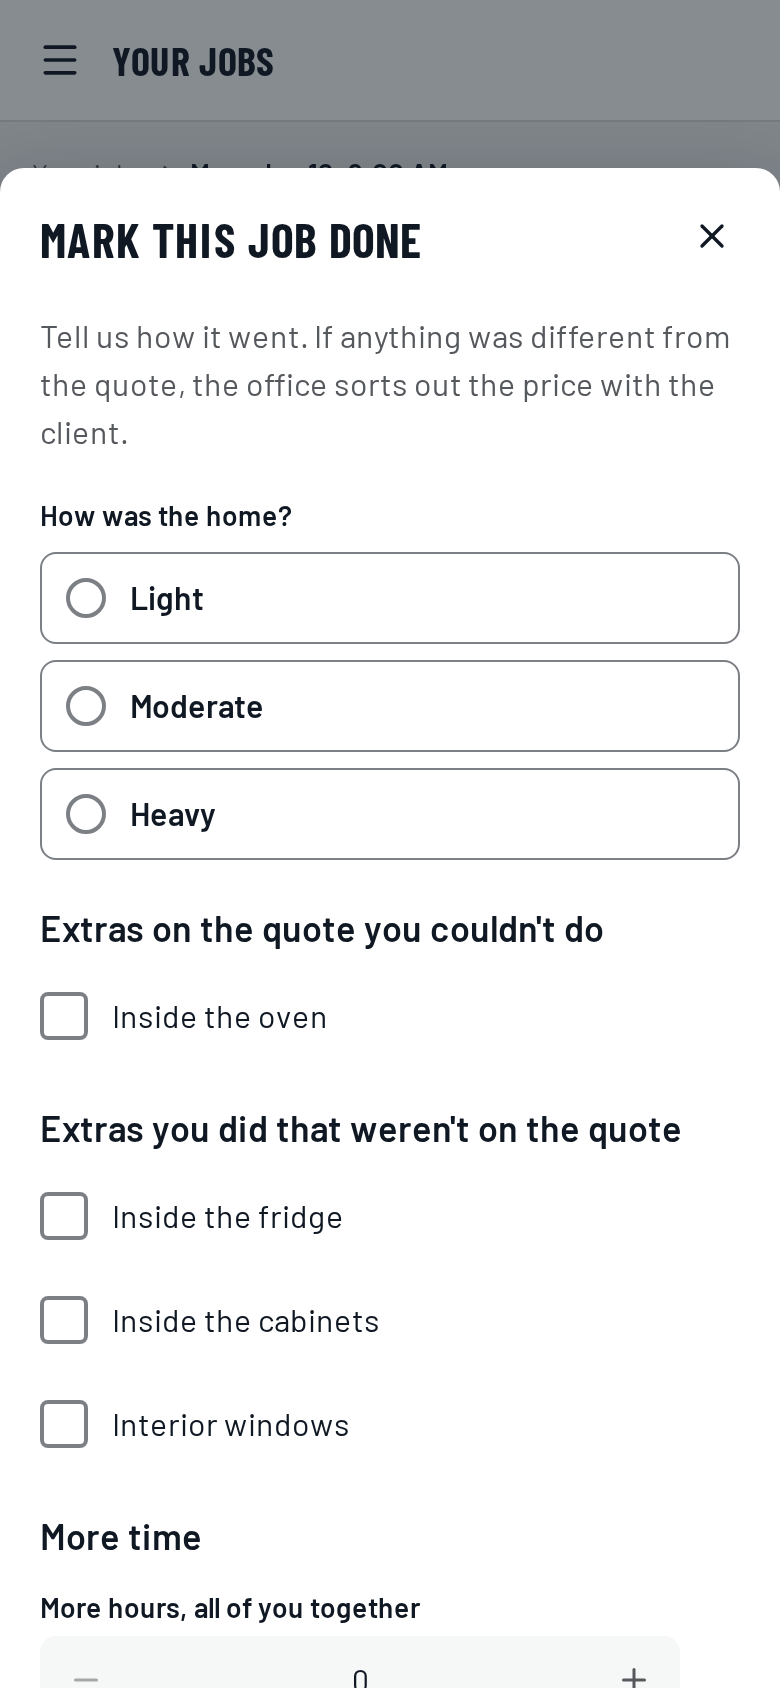 YOUR JOBS
MARK THIS JOB DONE
Tell us how it went. If anything was different from
the quote, the office sorts out the price with the
client.
How was the home?
Light
Moderate
Heavy
Extras on the quote you couldn't do
Inside the oven
Extras you did that weren't on the quote
Inside the fridge
Inside the cabinets
Interior windows
More time
More hours, all of you together
0